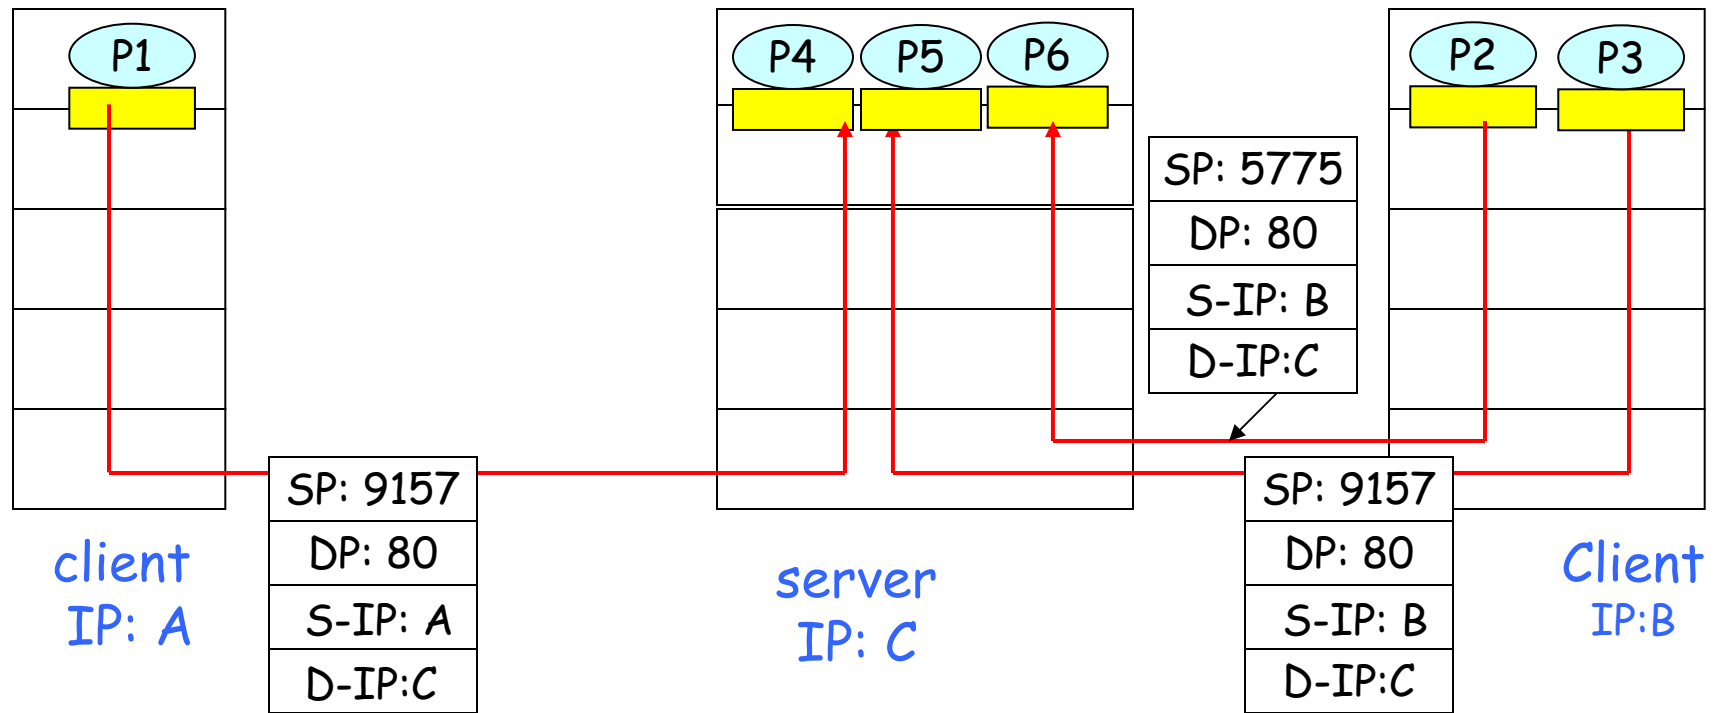 P1
P4
P5
P6
P2
P3
SP: 5775
DP: 80
S-IP: B
D-IP:C
SP: 9157
DP: 80
S-IP: A
D-IP:C
SP: 9157
DP: 80
S-IP: B
D-IP:C
client
IP: A
server
IP: C
Client
IP:B